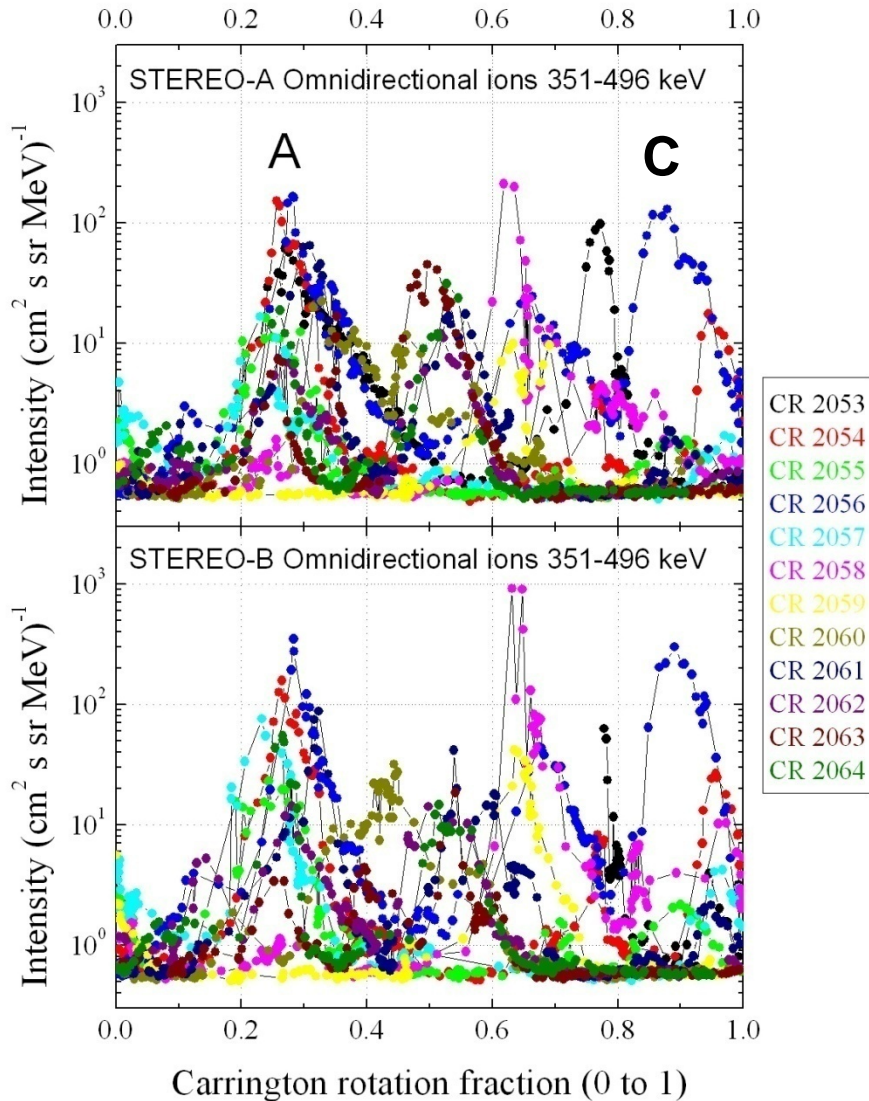 0.0 0.2 0.4 0.6 0.8 1.0
STEREO-A Omnidirectional ions 351-496 keV
10³
A
C
10²
10¹
10⁰
Intensity (cm² s sr MeV)⁻¹
STEREO-B Omnidirectional ions 351-496 keV
10³
10²
10¹
10⁰
Intensity (cm² s sr MeV)⁻¹
0.0 0.2 0.4 0.6 0.8 1.0
Carrington rotation fraction (0 to 1)
CR 2053
CR 2054
CR 2055
CR 2056
CR 2057
CR 2058
CR 2059
CR 2060
CR 2061
CR 2062
CR 2063
CR 2064